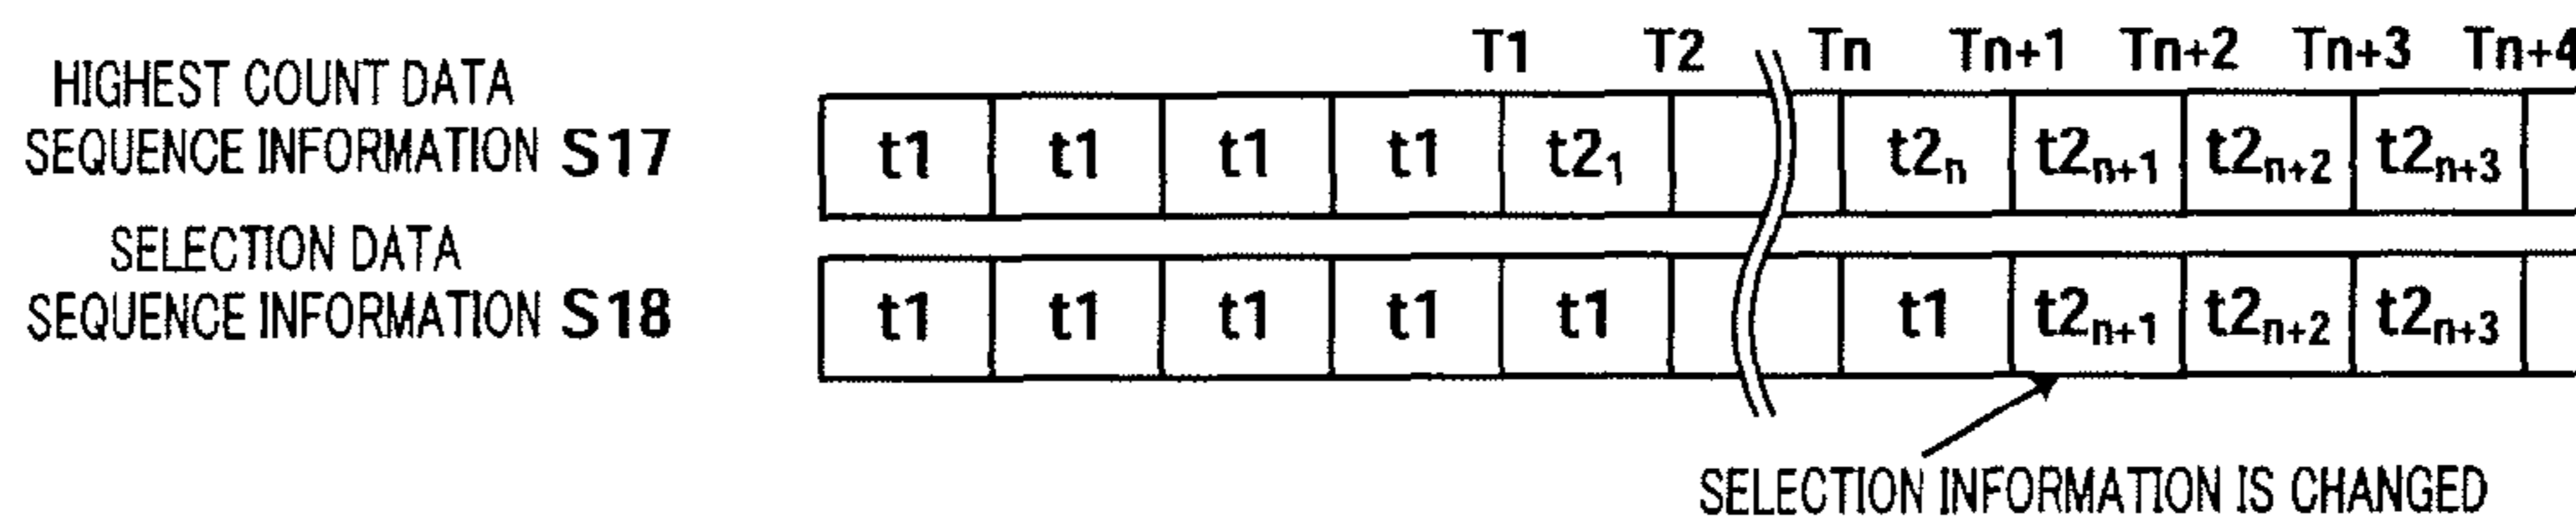 T1 T2 Tn Tn+1 Tn+2 Tn+3 Tn+4
HIGHEST COUNT DATA
SEQUENCE INFORMATION S17
t1 t1 t1 t1 t2₁ t2ₙ t2ₙ₊₁ t2ₙ₊₂ t2ₙ₊₃
SELECTION DATA
SEQUENCE INFORMATION S18
t1 t1 t1 t1 t1 t1 t2ₙ₊₁ t2ₙ₊₂ t2ₙ₊₃
SELECTION INFORMATION IS CHANGED